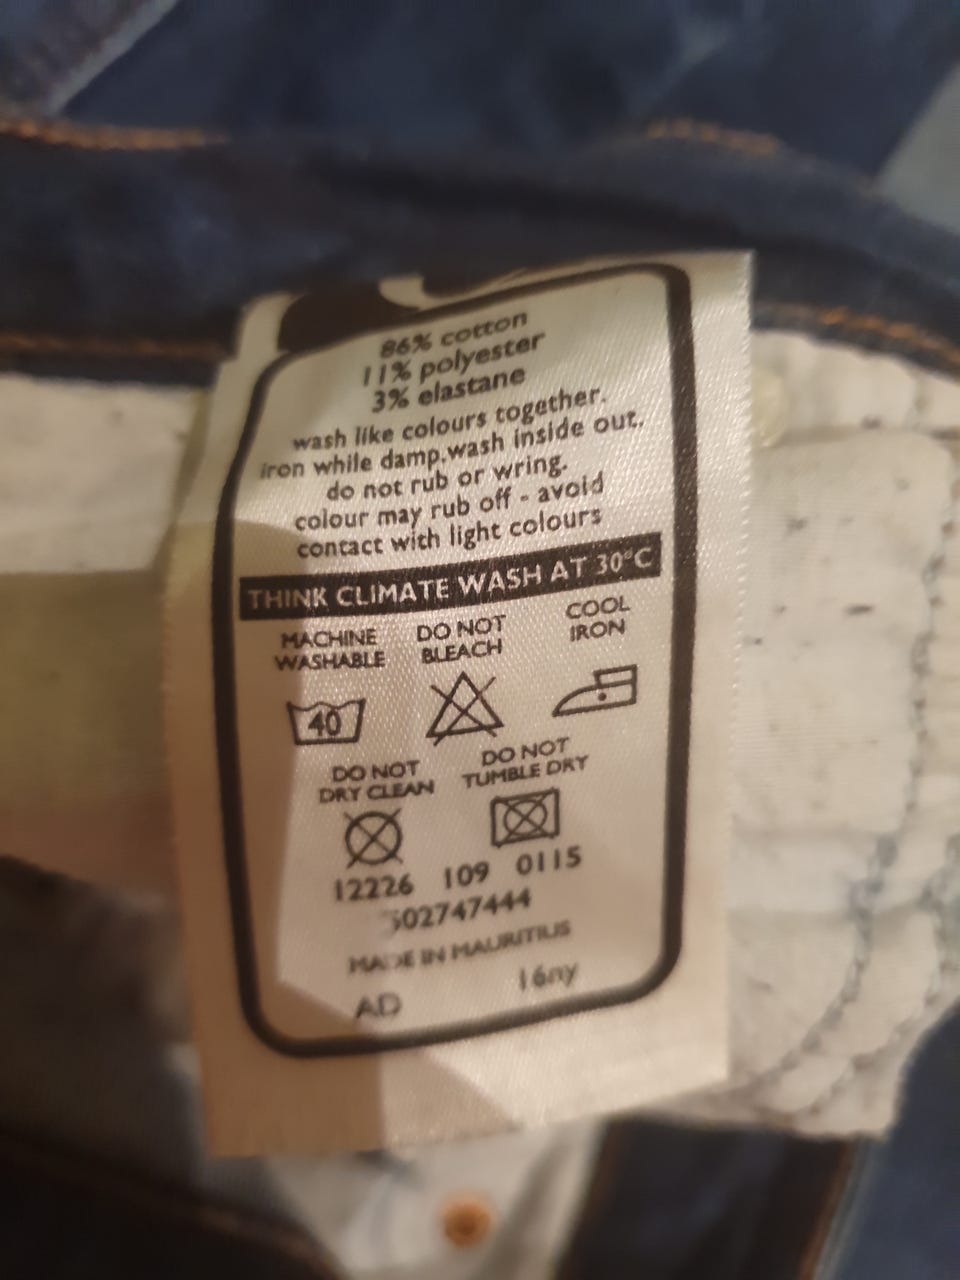 86% cotton
11% polyester
3% elastane
wash like colours together.
iron while damp.wash inside out.
do not rub or wring.
colour may rub off - avoid
contact with light colours
THINK CLIMATE WASH AT 30°C
MACHINE WASHABLE
DO NOT BLEACH
COOL IRON
40
DO NOT DRY CLEAN
DO NOT TUMBLE DRY
12226 109 0115
MADE IN MAURITIUS
AD 16ny